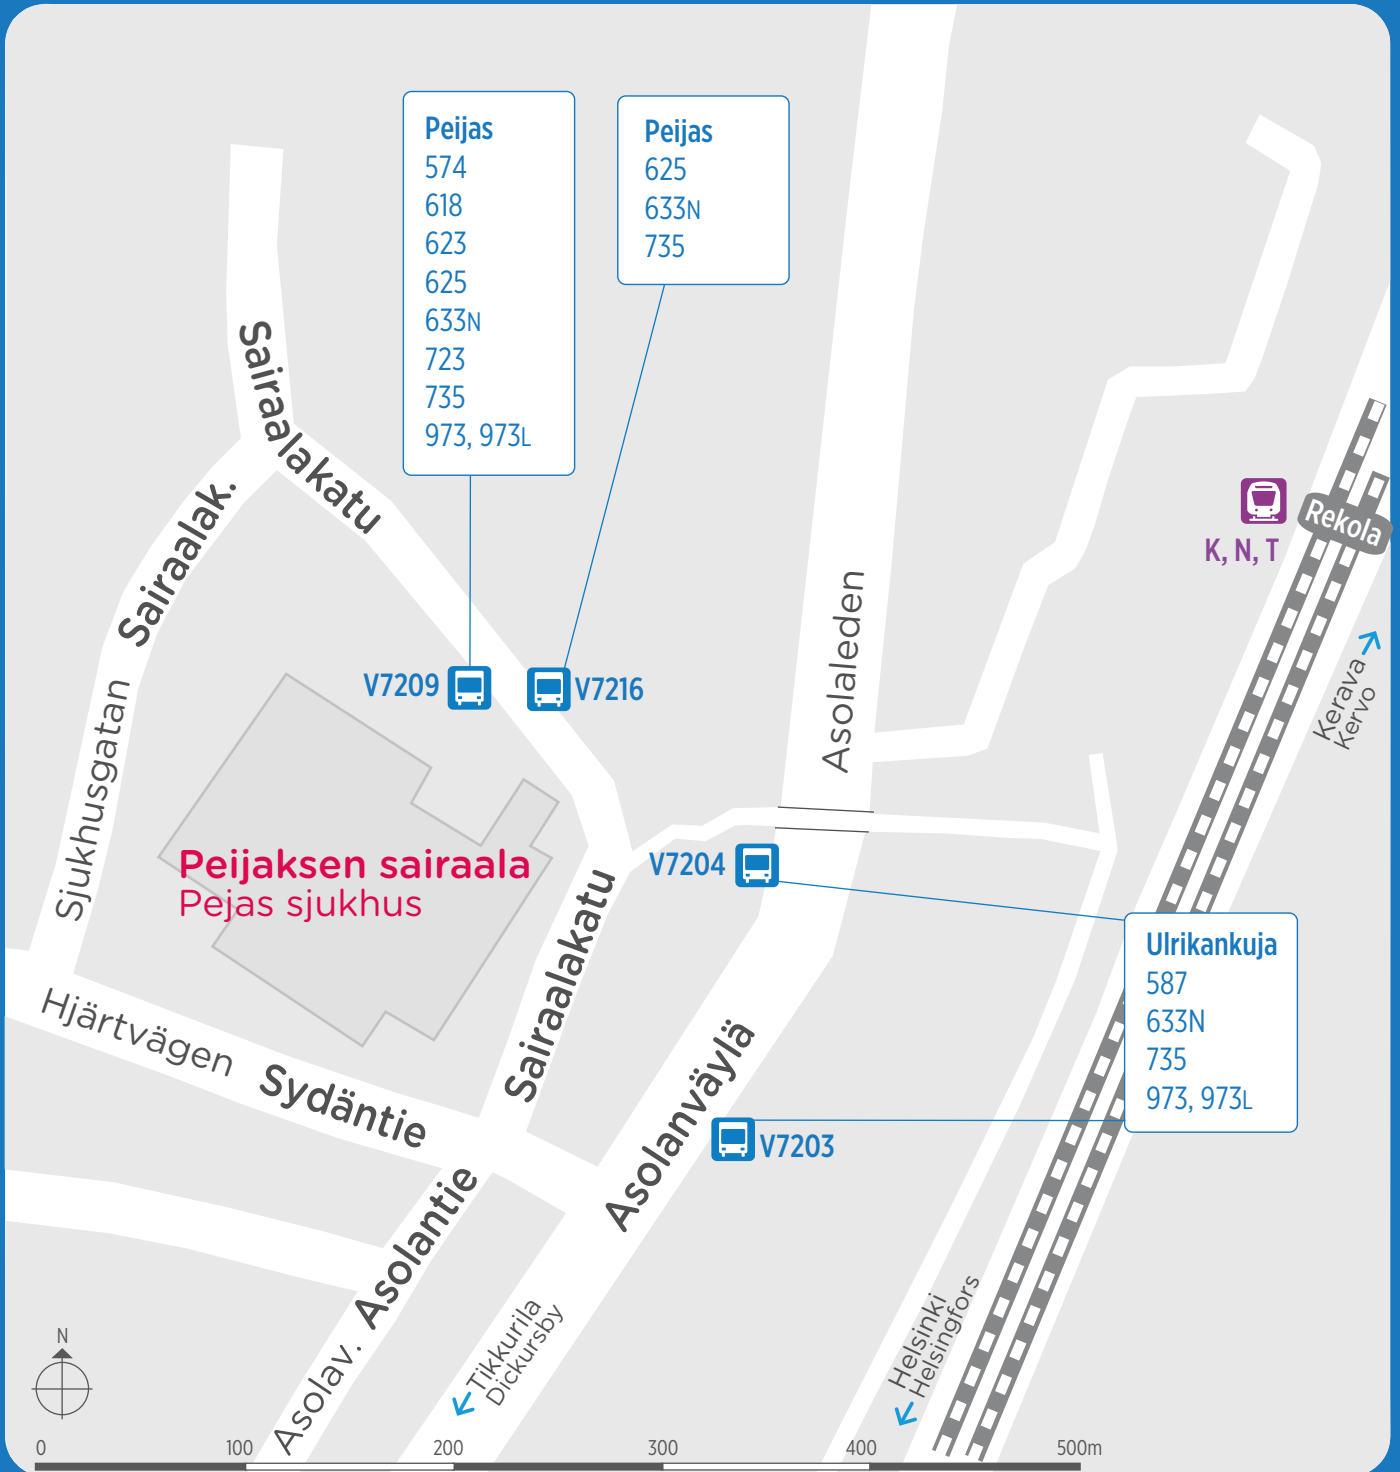 Peijas
574
618
623
625
633N
723
735
973, 973L
Peijas
625
633N
735
Sairaalakatu
Sairaalak.
Sjukhusgatan
V7209
V7216
Asolaleden
K, N, T
Rekola
Kerava
Kervo
Peijaksen sairaala
Pejas sjukhus
V7204
Sairaalakatu
Ulrikankuja
587
633N
735
973, 973L
Hjärtvägen
Sydäntie
Asolanväylä
V7203
Asolantie
Asolav.
Tikkurila
Dickursby
Helsinki
Helsingfors
N
0
100
200
300
400
500m